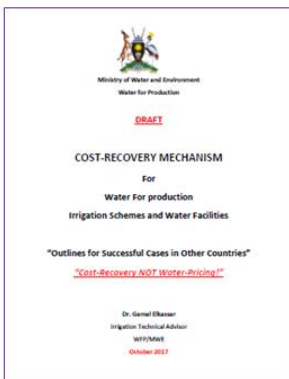 Ministry of Water and Environment
Water for Production
DRAFT
COST-RECOVERY MECHANISM
For
Water For production
Irrigation Schemes and Water Facilities
"Outlines for Successful Cases in Other Countries"
"Cost-Recovery NOT Water-Pricing!"
Dr. Gamal Elkassar
Irrigation Technical Advisor
WFP/MWE
October 2017